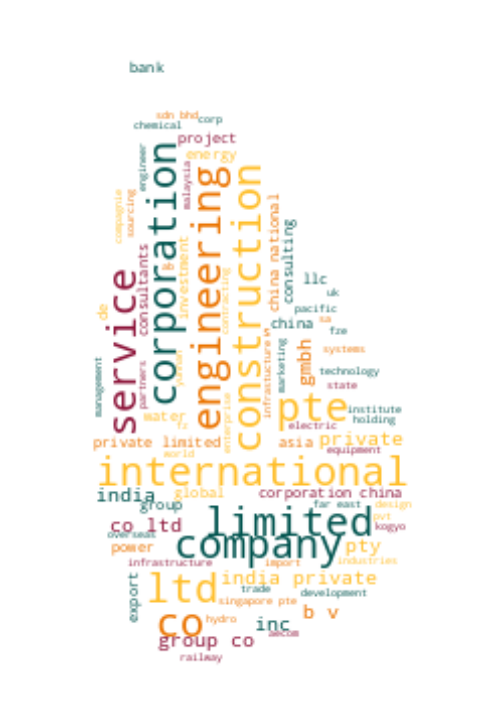 bank
sdn bhd
corp
chemical
project
energy
engineer
malaysia
corporation
engineering
construction
compagnie
sourcing
china national
consulting
consultants
investment
contracting
service
llc
uk
de
pacific
china
sa
fze
systems
gmbh
marketing
infrastucture s
management
partners
technology
state
pte
institute
holding
water
electric
enterprise
private limited
asia
private
world
equipment
international
india
global
corporation china
group
far east
design
pvt
limited
co ltd
kogyo
overseas
company
power
pty
infrastructure
import
industries
india private
ltd
export
trade
development
singapore pte
b v
co
hydro
inc
aecom
group co
railway